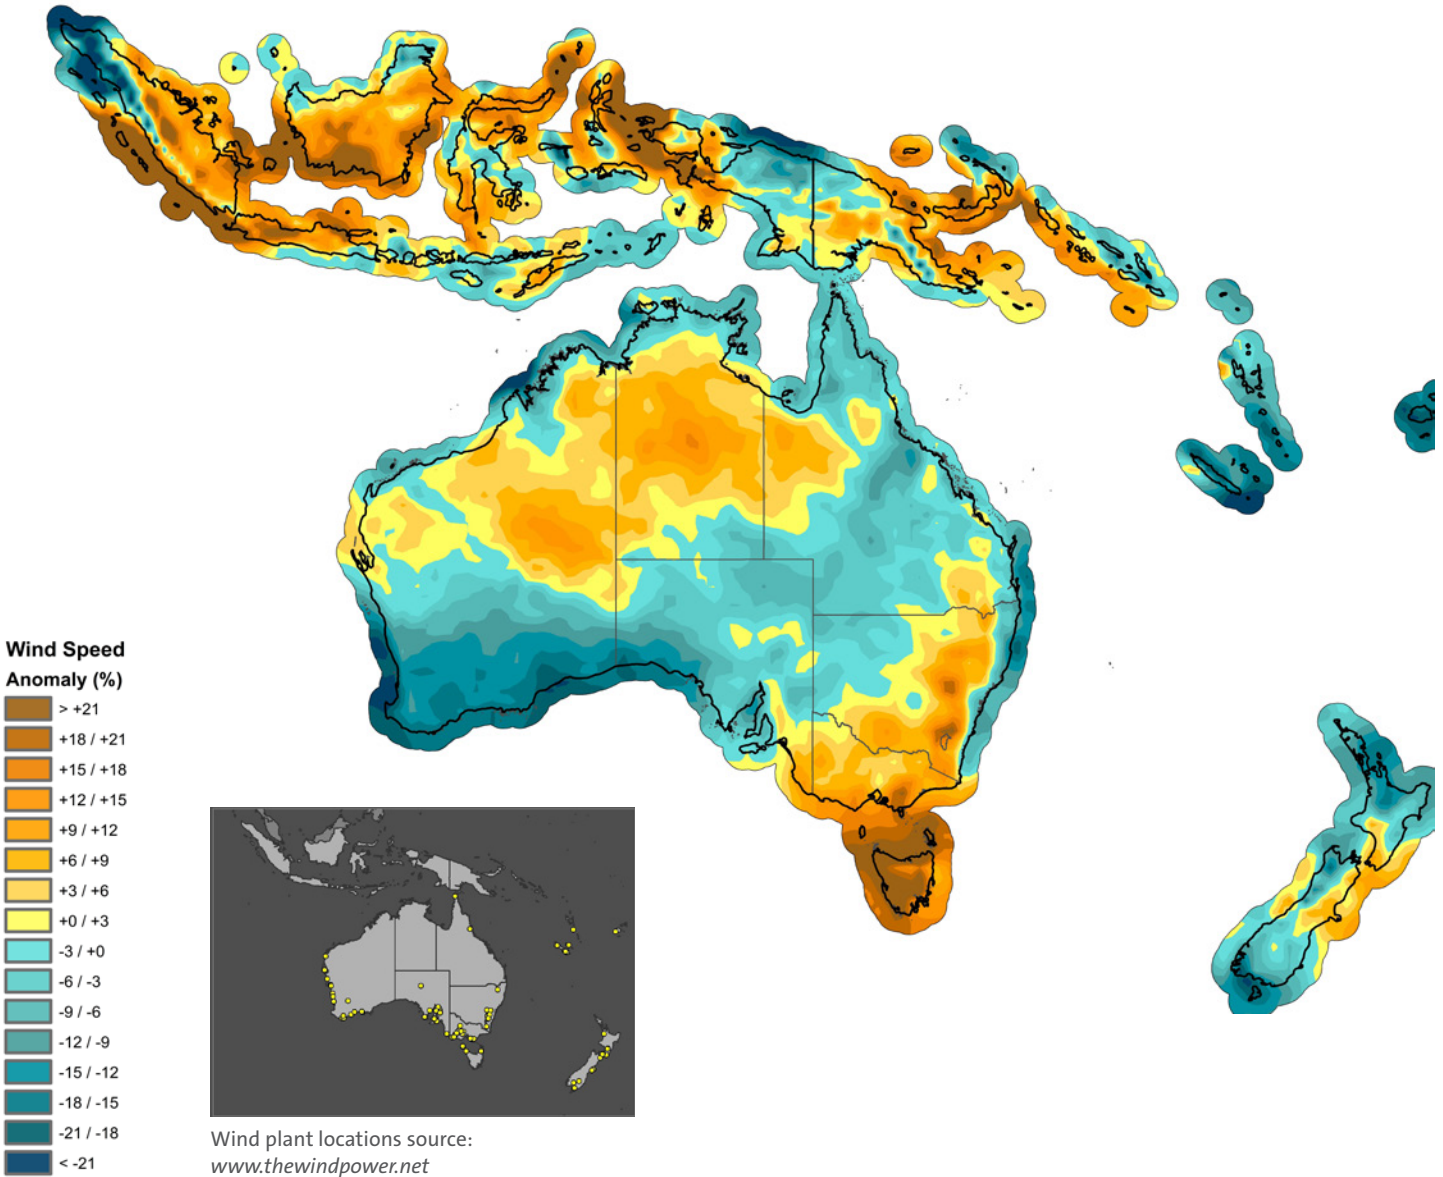 Wind Speed
Anomaly (%)
> +21
+18 / +21
+15 / +18
+12 / +15
+9 / +12
+6 / +9
+3 / +6
+0 / +3
-3 / +0
-6 / -3
-9 / -6
-12 / -9
-15 / -12
-18 / -15
-21 / -18
< -21
Wind plant locations source:
www.thewindpower.net